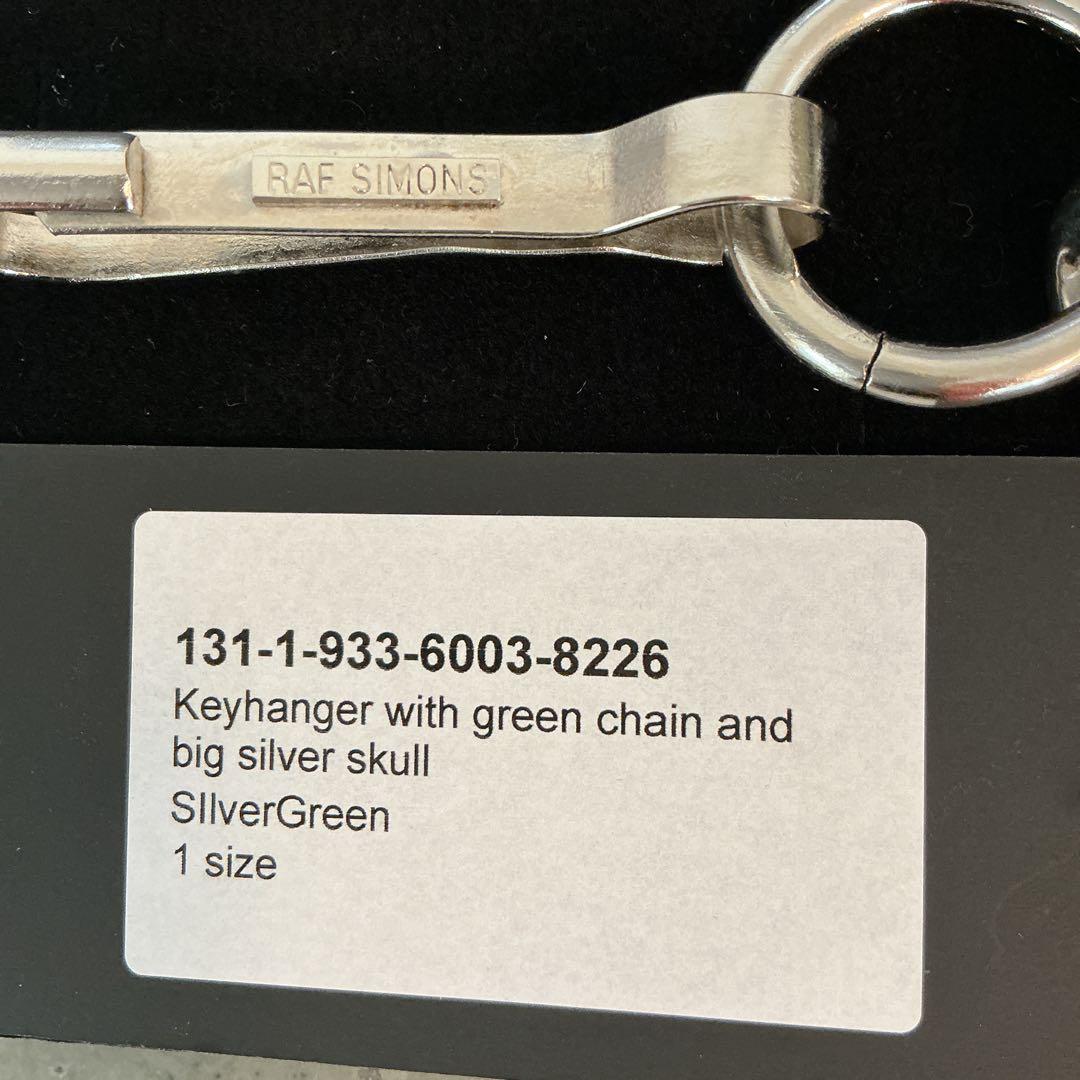 RAF SIMONS
131-1-933-6003-8226
Keyhanger with green chain and
big silver skull
SIlverGreen
1 size